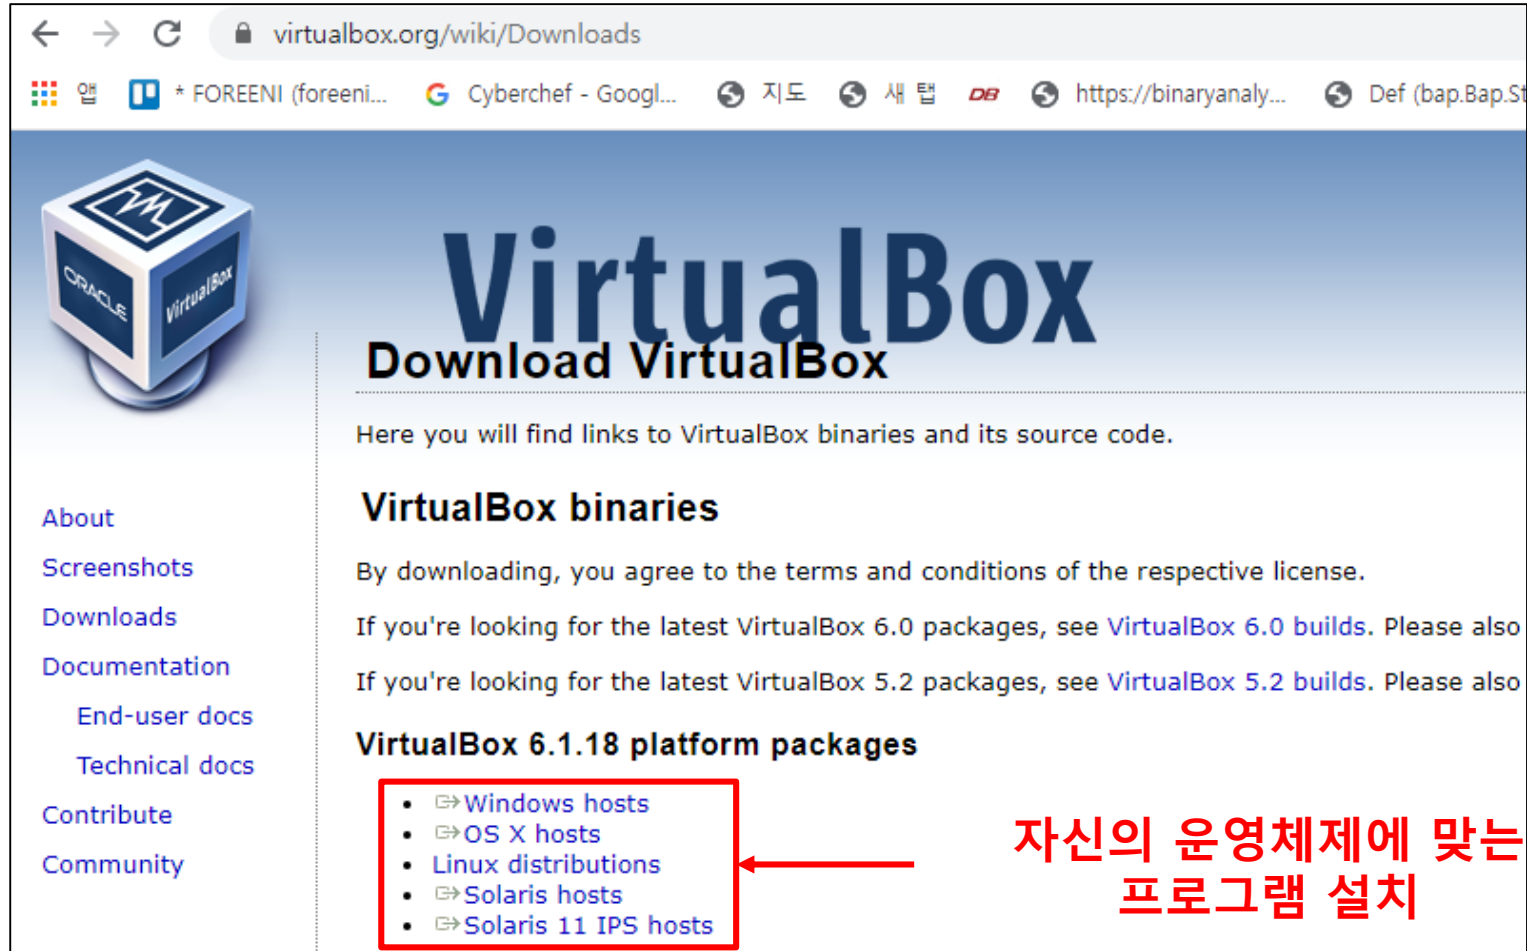 virtualbox.org/wiki/Downloads
앱 * FOREENI (foreeni... Cyberchef - Googl... 지도 새 탭 DB https://binaryanaly... Def (bap.Bap.St
ORACLE VirtualBox
VirtualBox
Download VirtualBox
Here you will find links to VirtualBox binaries and its source code.
VirtualBox binaries
By downloading, you agree to the terms and conditions of the respective license.
If you're looking for the latest VirtualBox 6.0 packages, see VirtualBox 6.0 builds. Please also
If you're looking for the latest VirtualBox 5.2 packages, see VirtualBox 5.2 builds. Please also
VirtualBox 6.1.18 platform packages
Windows hosts
OS X hosts
Linux distributions
Solaris hosts
Solaris 11 IPS hosts
About
Screenshots
Downloads
Documentation
End-user docs
Technical docs
Contribute
Community
자신의 운영체제에 맞는
프로그램 설치